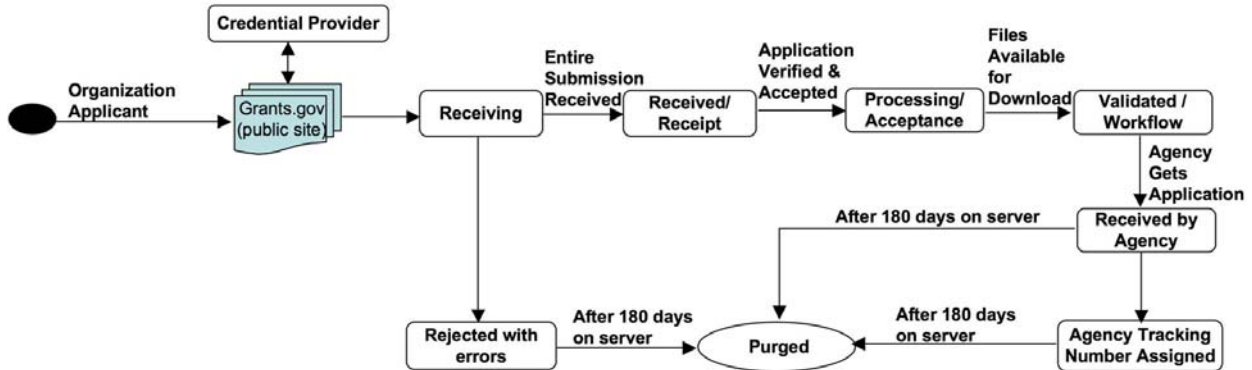 Credential Provider
Organization
Applicant
Grants.gov
(public site)
Receiving
Entire
Submission
Received
Received/
Receipt
Application
Verified &
Accepted
Processing/
Acceptance
Files
Available
for
Download
Validated /
Workflow
Agency
Gets
Application
Received by
Agency
After 180 days on server
Rejected with
errors
After 180 days
on server
Purged
After 180 days
on server
Agency Tracking
Number Assigned